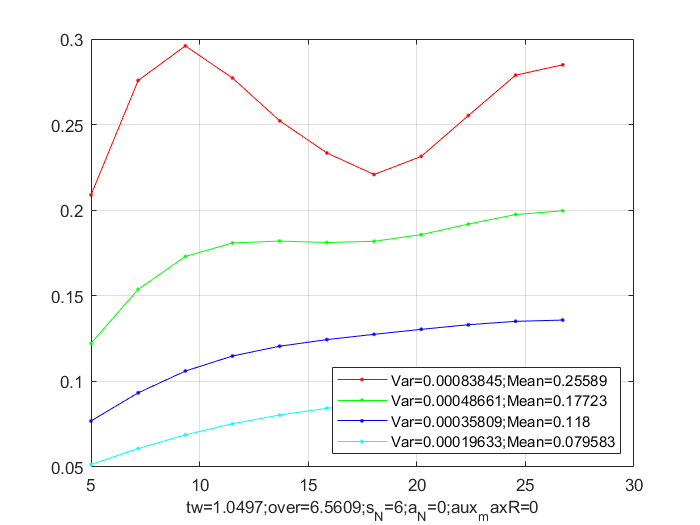 0.3
0.25
0.2
0.15
0.1
0.05
5
10
15
20
25
30
Var=0.00083845;Mean=0.25589
Var=0.00048661;Mean=0.17723
Var=0.00035809;Mean=0.118
Var=0.00019633;Mean=0.079583
tw=1.0497;over=6.5609;s_N=6;a_N=0;aux_maxR=0